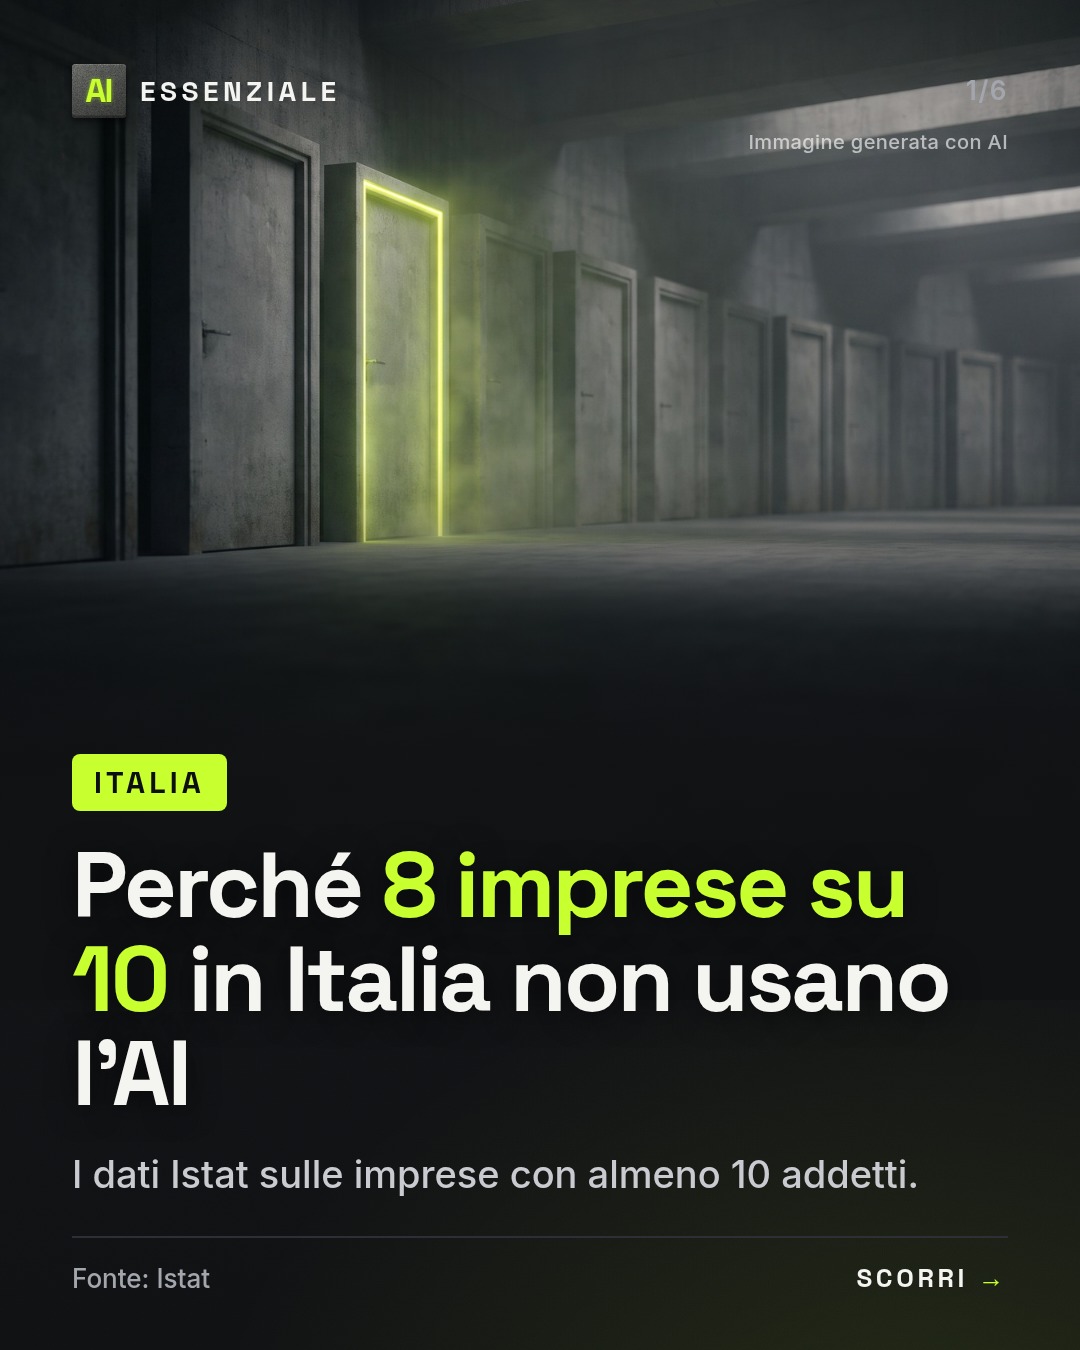 AI ESSENZIALE
1/6
Immagine generata con AI
ITALIA
Perché 8 imprese su
10 in Italia non usano
l’AI
I dati Istat sulle imprese con almeno 10 addetti.
Fonte: Istat
SCORRI →